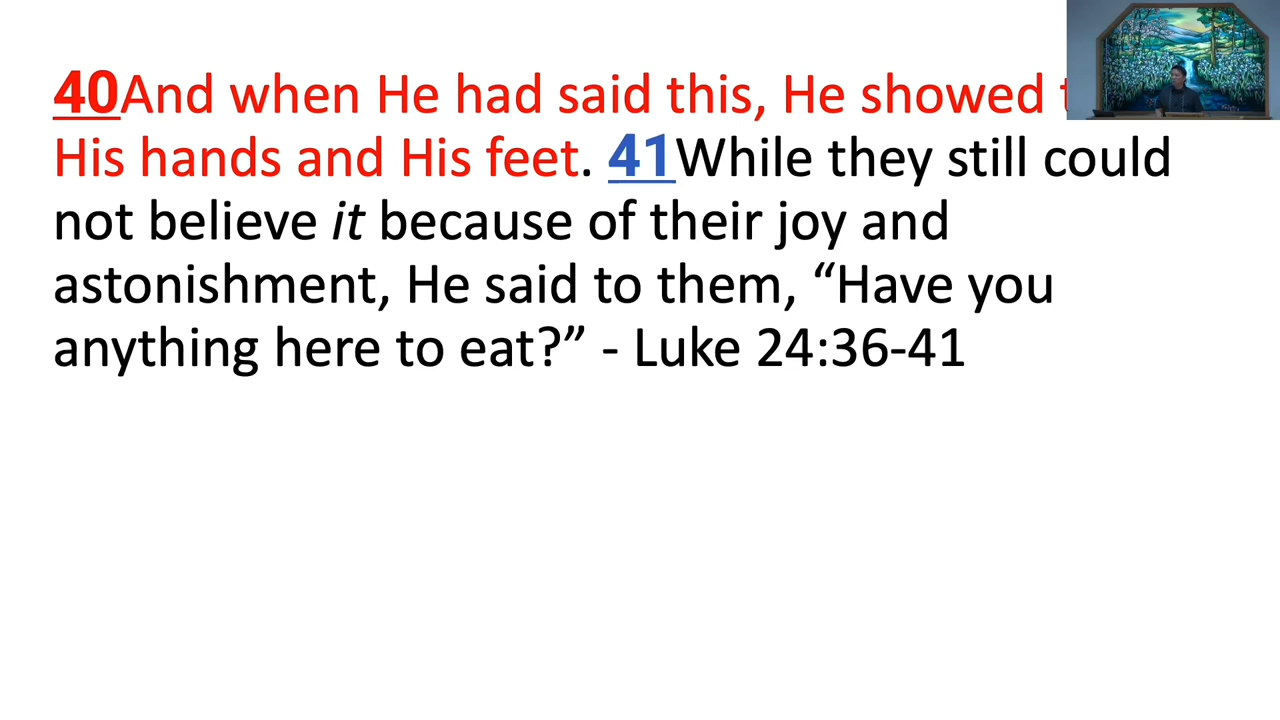 40And when He had said this, He showed
His hands and His feet. 41While they still could
not believe it because of their joy and
astonishment, He said to them, “Have you
anything here to eat?” - Luke 24:36-41